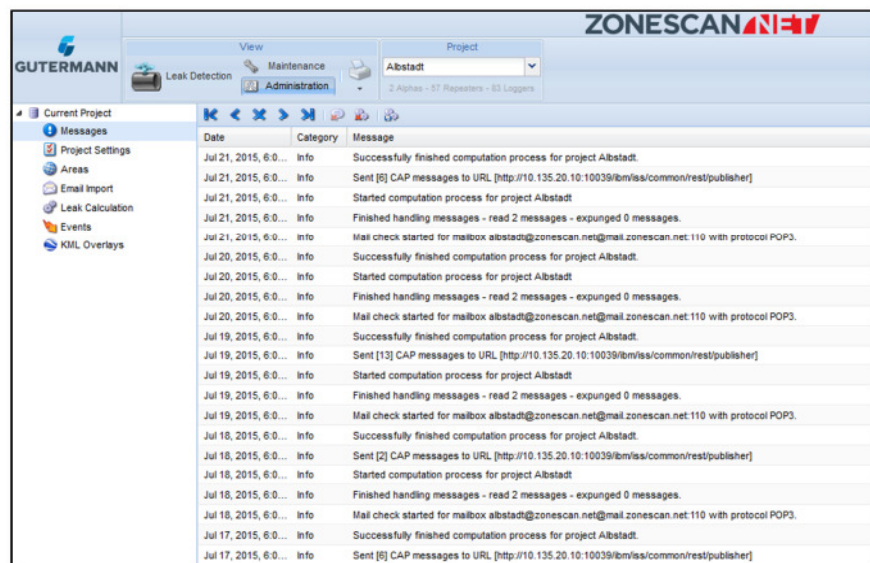 ZONESCAN.NET
GUTERMANN
View
Leak Detection
Maintenance
Administration
Project
Albstadt
2 Alphas - 57 Repeaters - 83 Loggers
Current Project
Messages
Project Settings
Areas
Email Import
Leak Calculation
Events
KML Overlays
Date Category Message
Jul 21, 2015, 6:0... Info Successfully finished computation process for project Albstadt.
Jul 21, 2015, 6:0... Info Sent [6] CAP messages to URL [http://10.135.20.10:10039/ibm/iss/common/rest/publisher]
Jul 21, 2015, 6:0... Info Started computation process for project Albstadt
Jul 21, 2015, 6:0... Info Finished handling messages - read 2 messages - expunged 0 messages.
Jul 21, 2015, 6:0... Info Mail check started for mailbox albstadt@zonescan.net@mail.zonescan.net:110 with protocol POP3.
Jul 20, 2015, 6:0... Info Successfully finished computation process for project Albstadt.
Jul 20, 2015, 6:0... Info Started computation process for project Albstadt
Jul 20, 2015, 6:0... Info Finished handling messages - read 2 messages - expunged 0 messages.
Jul 20, 2015, 6:0... Info Mail check started for mailbox albstadt@zonescan.net@mail.zonescan.net:110 with protocol POP3.
Jul 19, 2015, 6:0... Info Successfully finished computation process for project Albstadt.
Jul 19, 2015, 6:0... Info Sent [13] CAP messages to URL [http://10.135.20.10:10039/ibm/iss/common/rest/publisher]
Jul 19, 2015, 6:0... Info Started computation process for project Albstadt
Jul 19, 2015, 6:0... Info Finished handling messages - read 2 messages - expunged 0 messages.
Jul 19, 2015, 6:0... Info Mail check started for mailbox albstadt@zonescan.net@mail.zonescan.net:110 with protocol POP3.
Jul 18, 2015, 6:0... Info Successfully finished computation process for project Albstadt.
Jul 18, 2015, 6:0... Info Sent [2] CAP messages to URL [http://10.135.20.10:10039/ibm/iss/common/rest/publisher]
Jul 18, 2015, 6:0... Info Started computation process for project Albstadt
Jul 18, 2015, 6:0... Info Finished handling messages - read 2 messages - expunged 0 messages.
Jul 18, 2015, 6:0... Info Mail check started for mailbox albstadt@zonescan.net@mail.zonescan.net:110 with protocol POP3.
Jul 17, 2015, 6:0... Info Successfully finished computation process for project Albstadt.
Jul 17, 2015, 6:0... Info Sent [6] CAP messages to URL [http://10.135.20.10:10039/ibm/iss/common/rest/publisher]